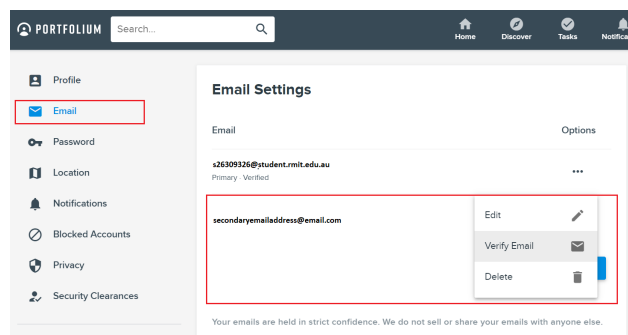 PORTFOLIUM
Search...
Home
Discover
Tasks
Notifica
Profile
Email
Password
Location
Notifications
Blocked Accounts
Privacy
Security Clearances
Email Settings
Email Options
s26309326@student.rmit.edu.au
Primary · Verified
secondaryemailaddress@email.com
Edit
Verify Email
Delete
Your emails are held in strict confidence. We do not sell or share your emails with anyone else.